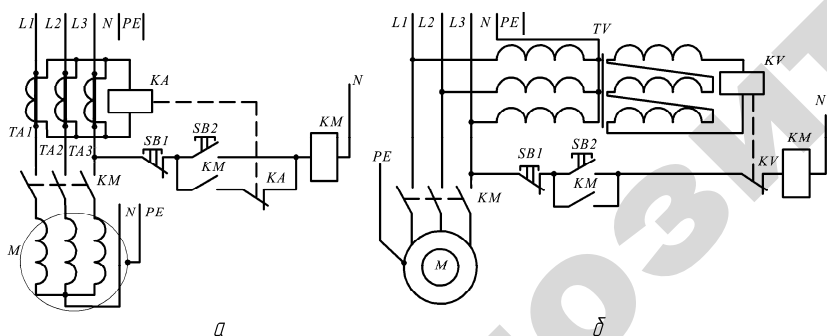 L1 L2 L3 N PE
KA
N
TA1
TA2 TA3
SB1 SB2
KM
KM
KM
KA
N PE
M
а
L1 L2 L3 N PE
TV
KV
N
PE
SB1
SB2
KM
KM
KV
KM
M
б
ЗИТ